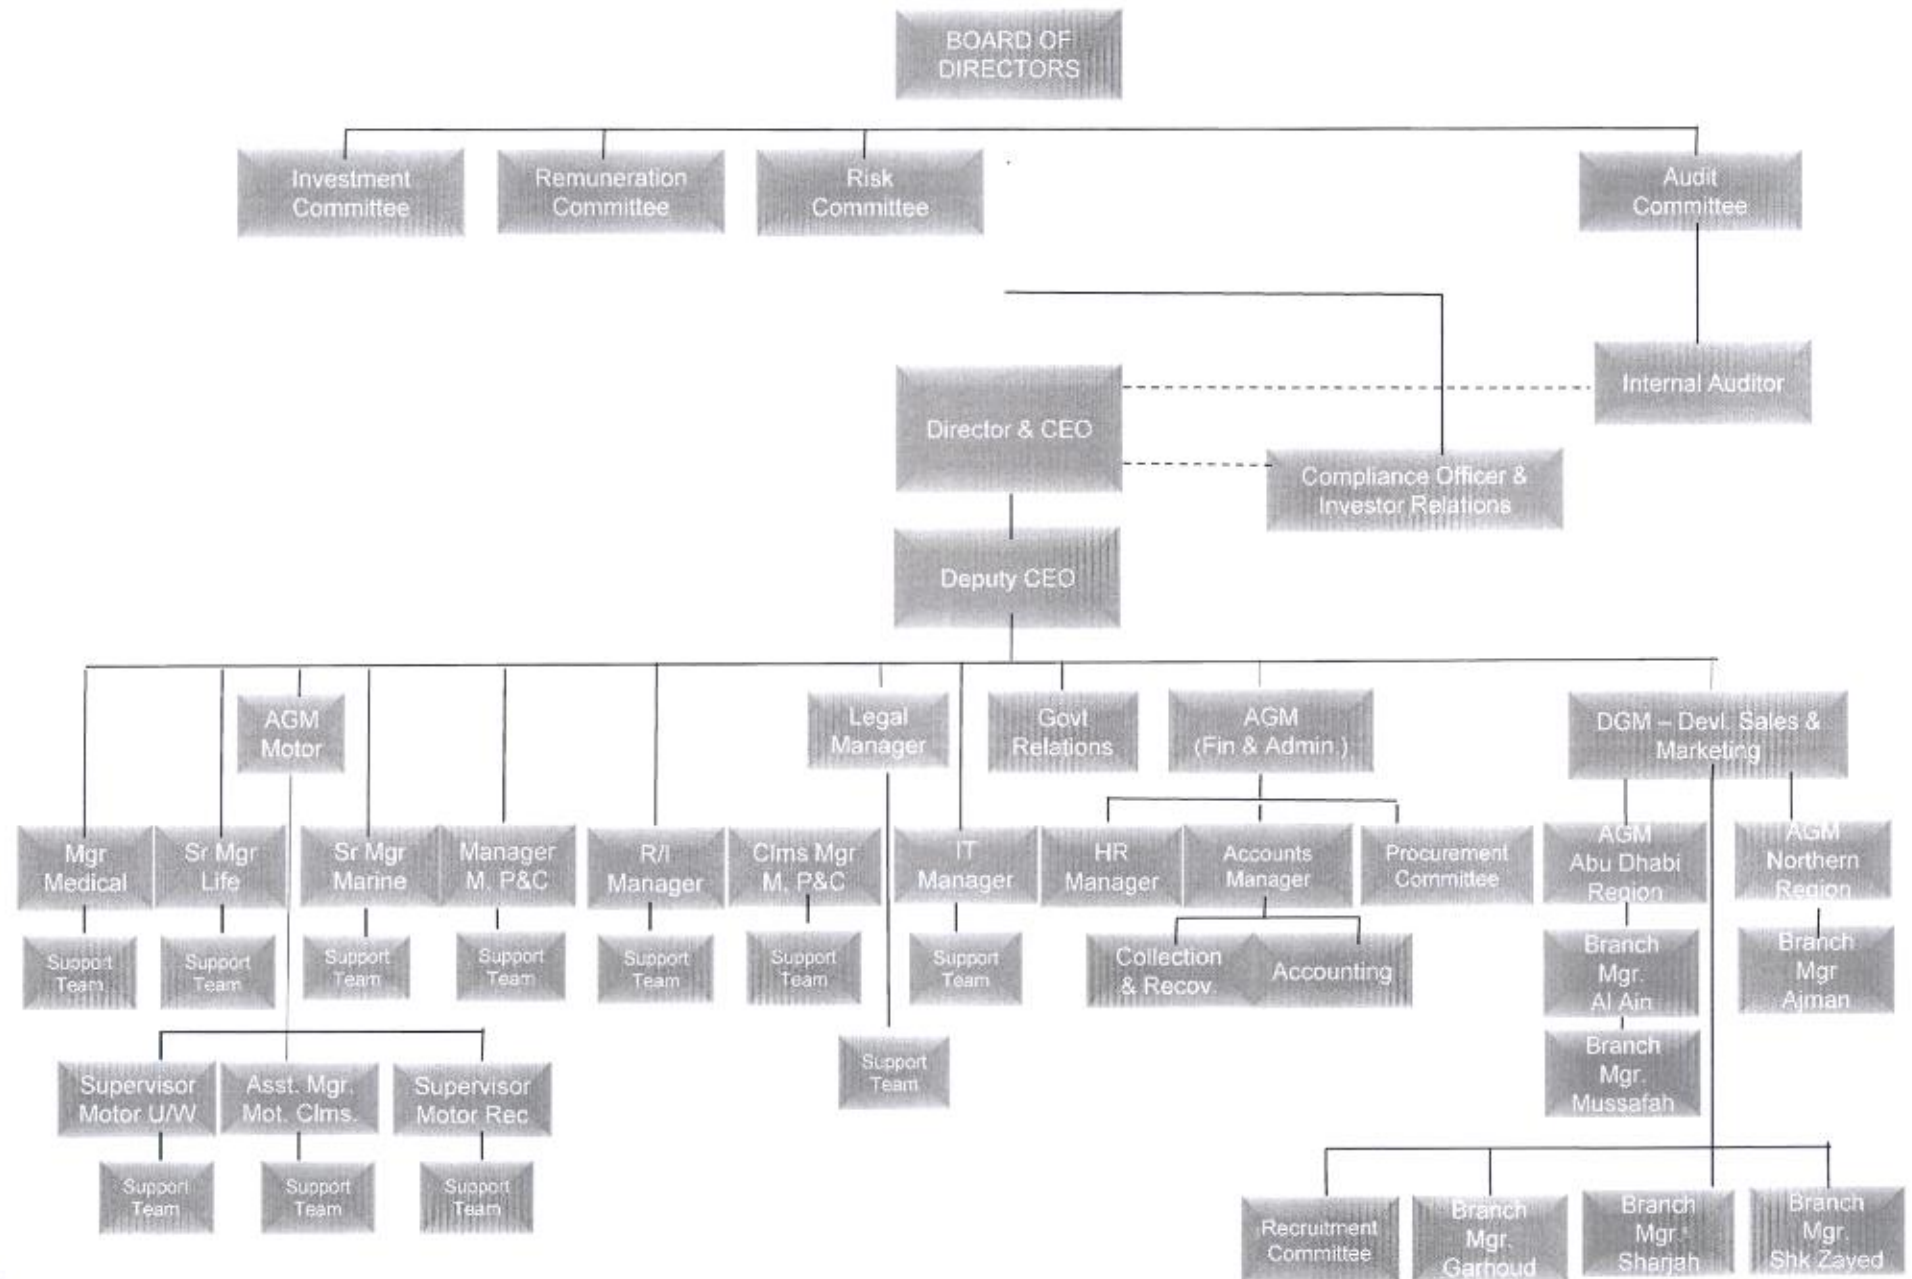 BOARD OF
DIRECTORS
Investment
Committee
Remuneration
Committee
Risk
Committee
Audit
Committee
Internal Auditor
Director & CEO
Compliance Officer &
Investor Relations
Deputy CEO
AGM
Motor
Legal
Manager
Govt
Relations
AGM
(Fin & Admin.)
DGM – Devl. Sales &
Marketing
Mgr
Medical
Sr Mgr
Life
Sr Mgr
Marine
Manager
M, P&C
R/I
Manager
Clms Mgr
M, P&C
IT
Manager
HR
Manager
Accounts
Manager
Procurement
Committee
AGM
Abu Dhabi
Region
AGM
Northern
Region
Support
Team
Support
Team
Support
Team
Support
Team
Support
Team
Support
Team
Support
Team
Collection
& Recov.
Accounting
Branch
Mgr.
Al Ain
Branch
Mgr
Ajman
Support
Team
Branch
Mgr.
Mussafah
Supervisor
Motor U/W
Asst. Mgr.
Mot. Clms.
Supervisor
Motor Rec
Support
Team
Support
Team
Support
Team
Recruitment
Committee
Branch
Mgr.
Garhoud
Branch
Mgr.
Sharjah
Branch
Mgr.
Shk Zayed